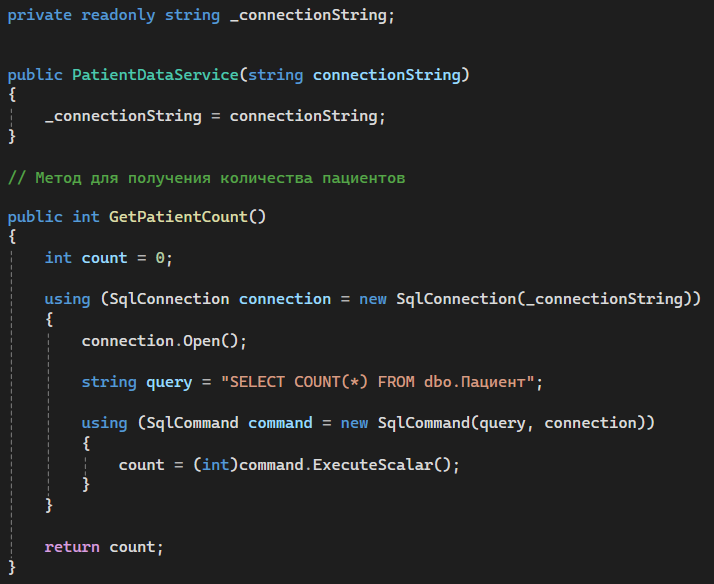 private readonly string _connectionString;
public PatientDataService(string connectionString)
{
_connectionString = connectionString;
}
// Метод для получения количества пациентов
public int GetPatientCount()
{
int count = 0;
using (SqlConnection connection = new SqlConnection(_connectionString))
{
connection.Open();
string query = "SELECT COUNT(*) FROM dbo.Пациент";
using (SqlCommand command = new SqlCommand(query, connection))
{
count = (int)command.ExecuteScalar();
}
}
return count;
}